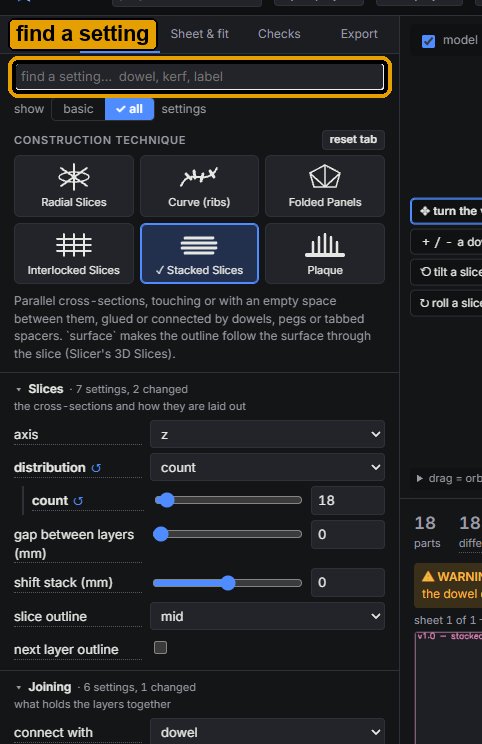 find a setting
Sheet & fit
Checks
Export
model
find a setting... dowel, kerf, label
show
basic
✓ all
settings
CONSTRUCTION TECHNIQUE
reset tab
Radial Slices
Curve (ribs)
Folded Panels
Interlocked Slices
✓ Stacked Slices
Plaque
Parallel cross-sections, touching or with an empty space
between them, glued or connected by dowels, pegs or tabbed
spacers. `surface` makes the outline follow the surface through
the slice (Slicer's 3D Slices).
Slices · 7 settings, 2 changed
the cross-sections and how they are laid out
axis
z
distribution ↺
count
count ↺
18
gap between layers
(mm)
0
shift stack (mm)
0
slice outline
mid
next layer outline
Joining · 6 settings, 1 changed
what holds the layers together
connect with
dowel
turn the
+ / - a do
tilt a slice
↻ roll a slice
drag = orb
18
parts
18
diffe
⚠ WARNIN
the dowel
sheet 1 of 1
v1.0 — stacked